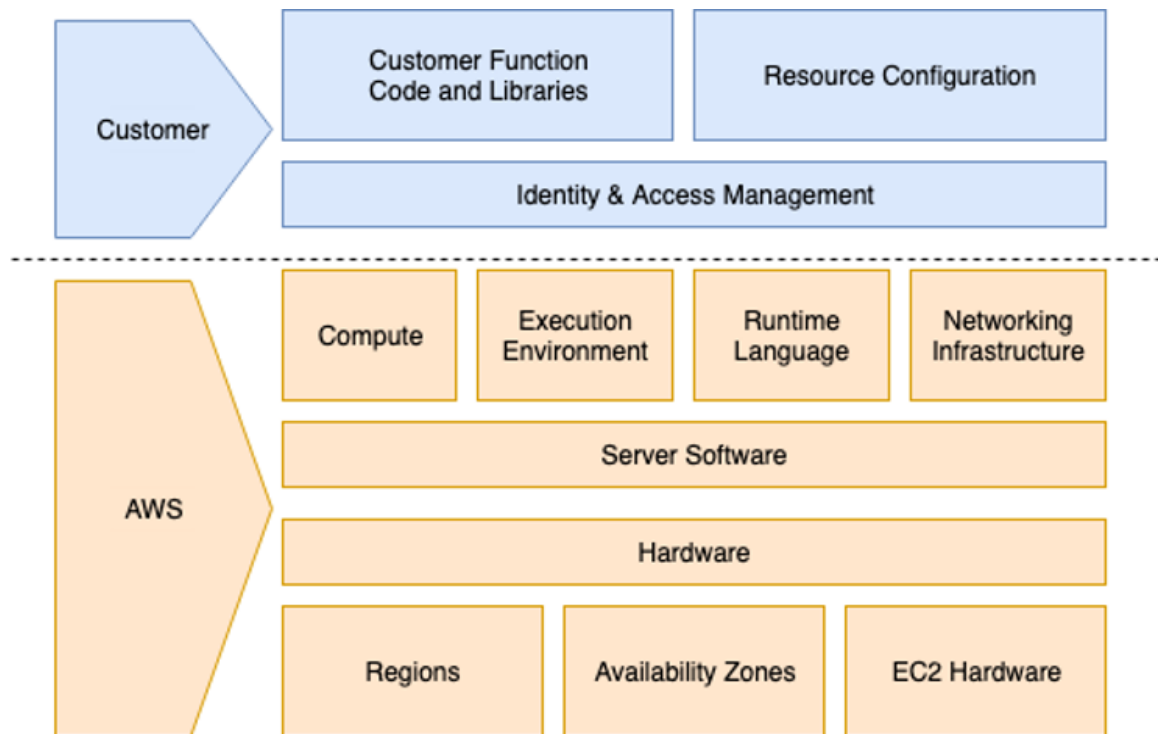 Customer
Customer Function
Code and Libraries
Resource Configuration
Identity & Access Management
AWS
Compute
Execution
Environment
Runtime
Language
Networking
Infrastructure
Server Software
Hardware
Regions
Availability Zones
EC2 Hardware